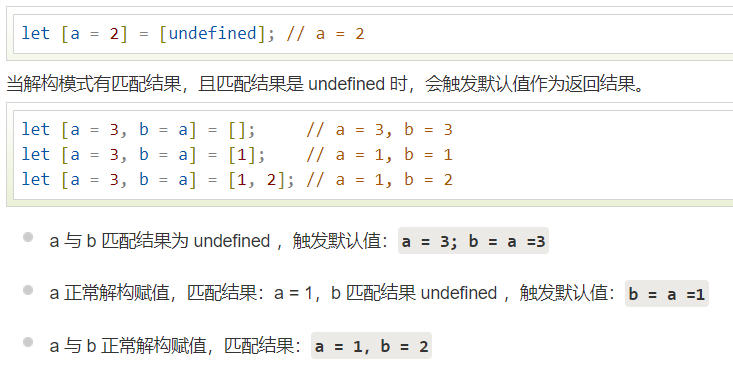 let [a = 2] = [undefined]; // a = 2
当解构模式有匹配结果，且匹配结果是 undefined 时，会触发默认值作为返回结果。
let [a = 3, b = a] = [];     // a = 3, b = 3
let [a = 3, b = a] = [1];    // a = 1, b = 1
let [a = 3, b = a] = [1, 2]; // a = 1, b = 2
a 与 b 匹配结果为 undefined ，触发默认值：a = 3; b = a =3
a 正常解构赋值，匹配结果：a = 1，b 匹配结果 undefined ，触发默认值：b = a =1
a 与 b 正常解构赋值，匹配结果：a = 1, b = 2